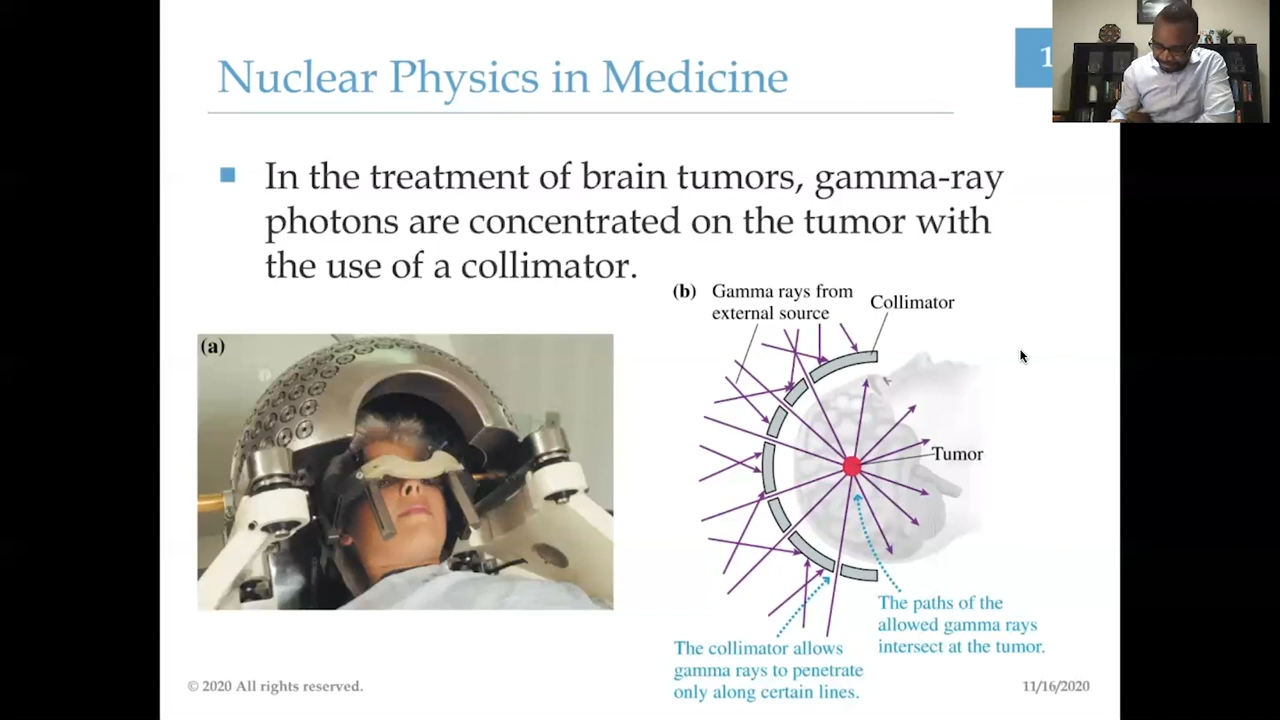 Nuclear Physics in Medicine
1
In the treatment of brain tumors, gamma-ray
photons are concentrated on the tumor with
the use of a collimator.
(a)
(b) Gamma rays from
external source
Collimator
Tumor
The paths of the
allowed gamma rays
intersect at the tumor.
The collimator allows
gamma rays to penetrate
only along certain lines.
© 2020 All rights reserved.
11/16/2020